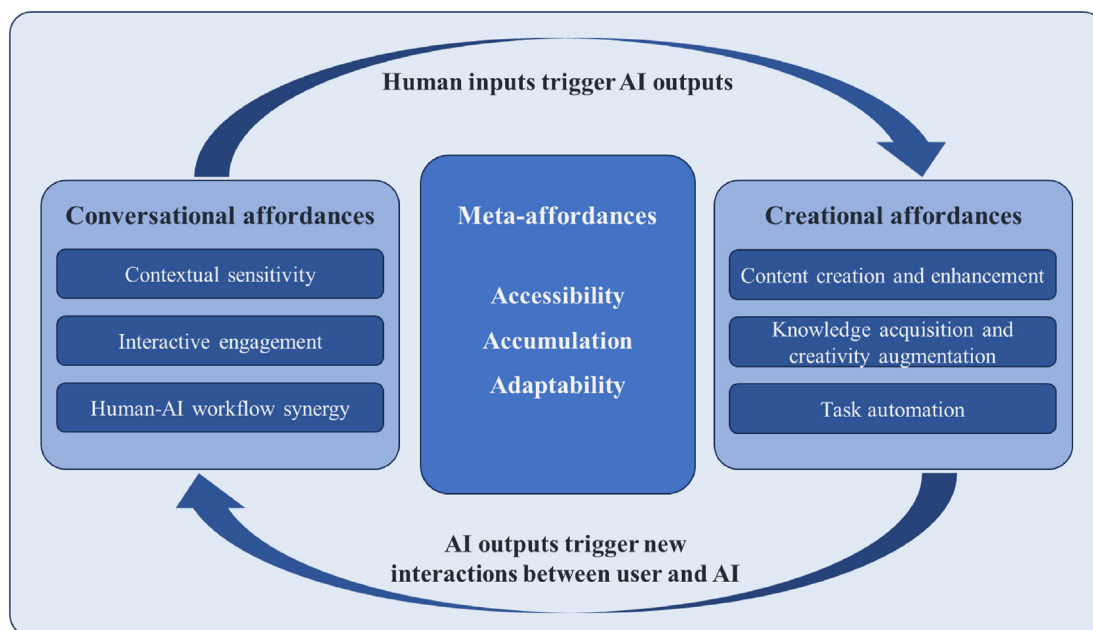 Human inputs trigger AI outputs
Conversational affordances
Contextual sensitivity
Interactive engagement
Human-AI workflow synergy
Meta-affordances
Accessibility
Accumulation
Adaptability
Creational affordances
Content creation and enhancement
Knowledge acquisition and
creativity augmentation
Task automation
AI outputs trigger new
interactions between user and AI